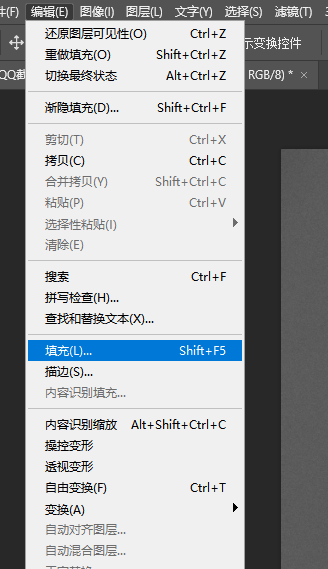 件(F) 编辑(E) 图像(I) 图层(L) 文字(Y) 选择(S) 滤镜(T)
示变换控件
QQ截 RGB/8) * ×
还原图层可见性(O) Ctrl+Z
重做填充(O) Shift+Ctrl+Z
切换最终状态 Alt+Ctrl+Z
渐隐填充(D)... Shift+Ctrl+F
剪切(T) Ctrl+X
拷贝(C) Ctrl+C
合并拷贝(Y) Shift+Ctrl+C
粘贴(P) Ctrl+V
选择性粘贴(I)
清除(E)
搜索 Ctrl+F
拼写检查(H)...
查找和替换文本(X)...
填充(L)... Shift+F5
描边(S)...
内容识别填充...
内容识别缩放 Alt+Shift+Ctrl+C
操控变形
透视变形
自由变换(F) Ctrl+T
变换(A)
自动对齐图层...
自动混合图层...